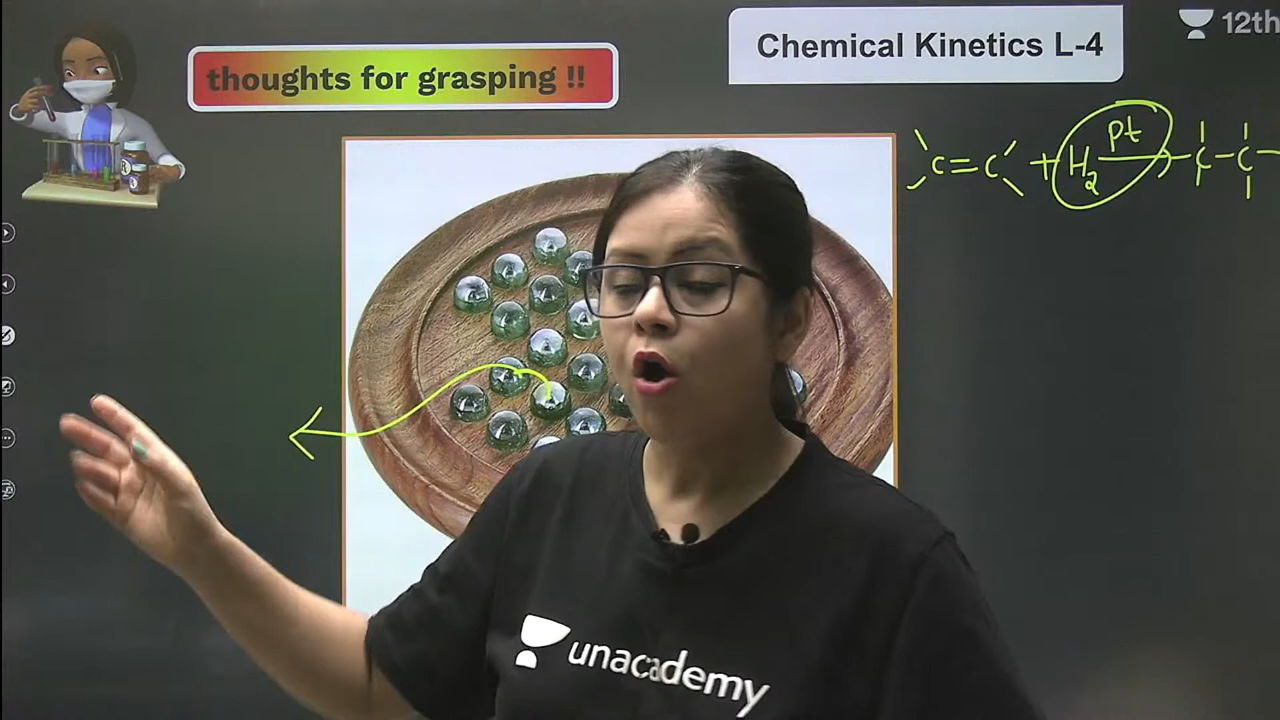 thoughts for grasping !!
Chemical Kinetics L-4
12th
C=C + H₂ Pt C-C-
unacademy